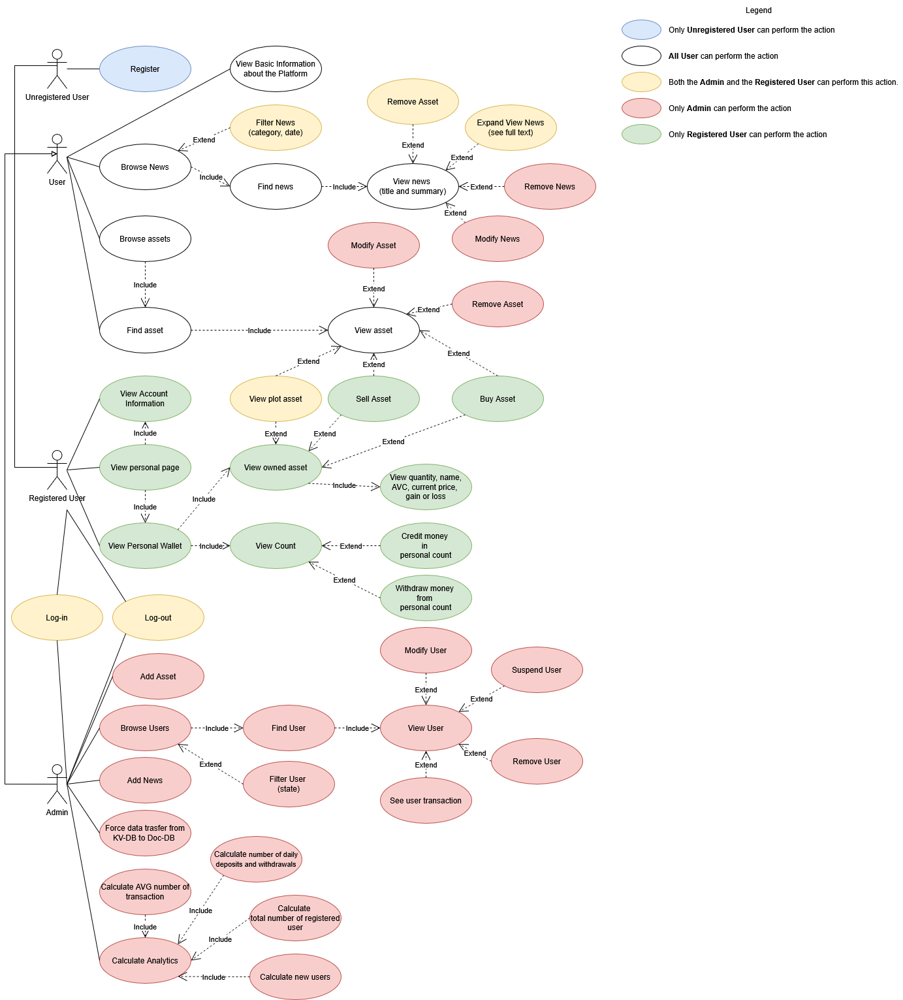 Legend
Only Unregistered User can perform the action
All User can perform the action
Both the Admin and the Registered User can perform this action.
Only Admin can perform the action
Only Registered User can perform the action
Unregistered User
Register
View Basic Information
about the Platform
User
Filter News
(category, date)
Extend
Browse News
Include
Find news
Include
Remove Asset
Extend
Expand View News
(see full text)
Extend
View news
(title and summary)
Extend
Remove News
Extend
Modify News
Browse assets
Include
Find asset
Include
Modify Asset
Extend
Remove Asset
Extend
View asset
Extend
Extend
Extend
View plot asset
Sell Asset
Buy Asset
Extend
Extend
Extend
View Account
Information
Include
View personal page
Include
Registered User
View owned asset
Include
View quantity, name,
AVC, current price,
gain or loss
Include
View Personal Wallet
Include
View Count
Extend
Credit money
in
personal count
Extend
Withdraw money
from
personal count
Log-in
Log-out
Add Asset
Browse Users
Include
Find User
Include
View User
Modify User
Extend
Suspend User
Extend
Extend
Remove User
Extend
See user transaction
Extend
Filter User
(state)
Add News
Admin
Force data trasfer from
KV-DB to Doc-DB
Calculate number of daily
deposits and withdrawals
Include
Calculate AVG number of
transaction
Include
Calculate
total number of registered
user
Include
Calculate Analytics
Include
Calculate new users